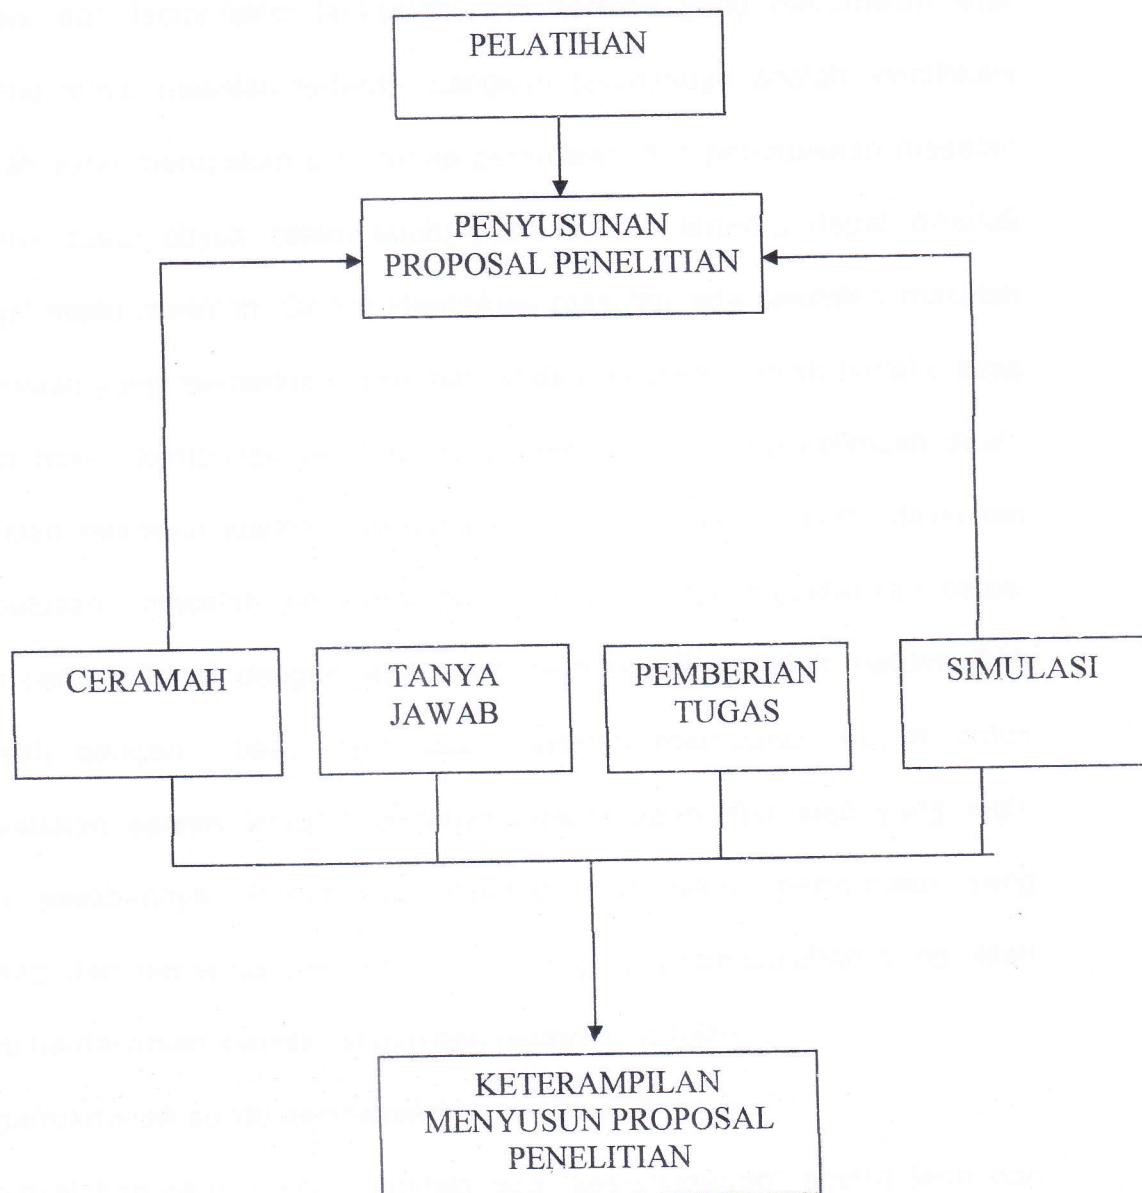 PELATIHAN
PENYUSUNAN
PROPOSAL PENELITIAN
CERAMAH
TANYA
JAWAB
PEMBERIAN
TUGAS
SIMULASI
KETERAMPILAN
MENYUSUN PROPOSAL
PENELITIAN